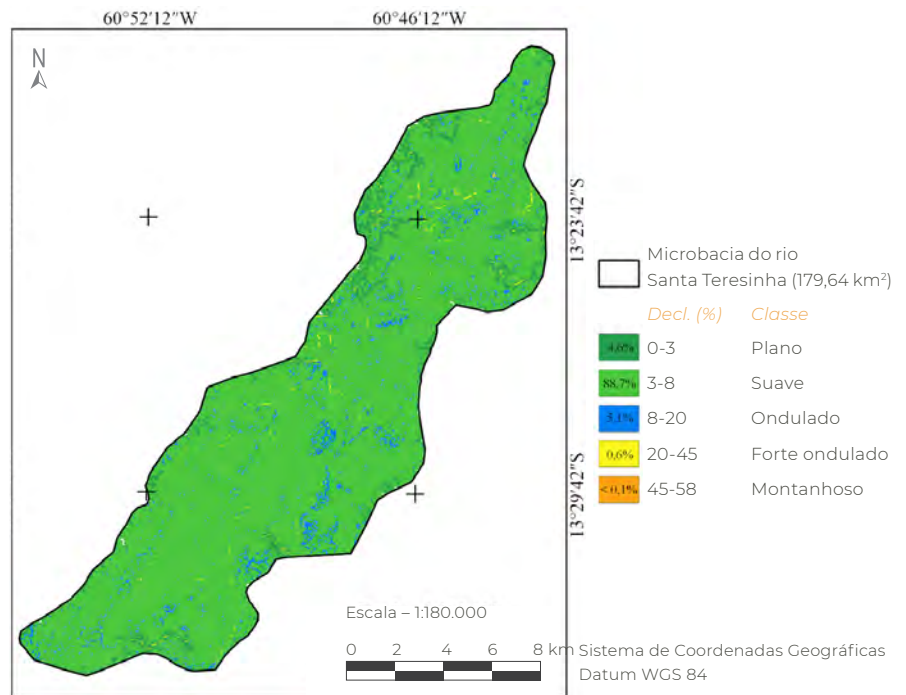 60°52'12"W 60°46'12"W
N
13°23'42"S
Microbacia do rio
Santa Teresinha (179,64 km²)
Decl. (%) Classe
4,6% 0-3 Plano
88,7% 3-8 Suave
8-20 Ondulado
0,6% 20-45 Forte ondulado
<0,1% 45-58 Montanhoso
13°29'42"S
Escala – 1:180.000
0 2 4 6 8 km
Sistema de Coordenadas Geográficas
Datum WGS 84